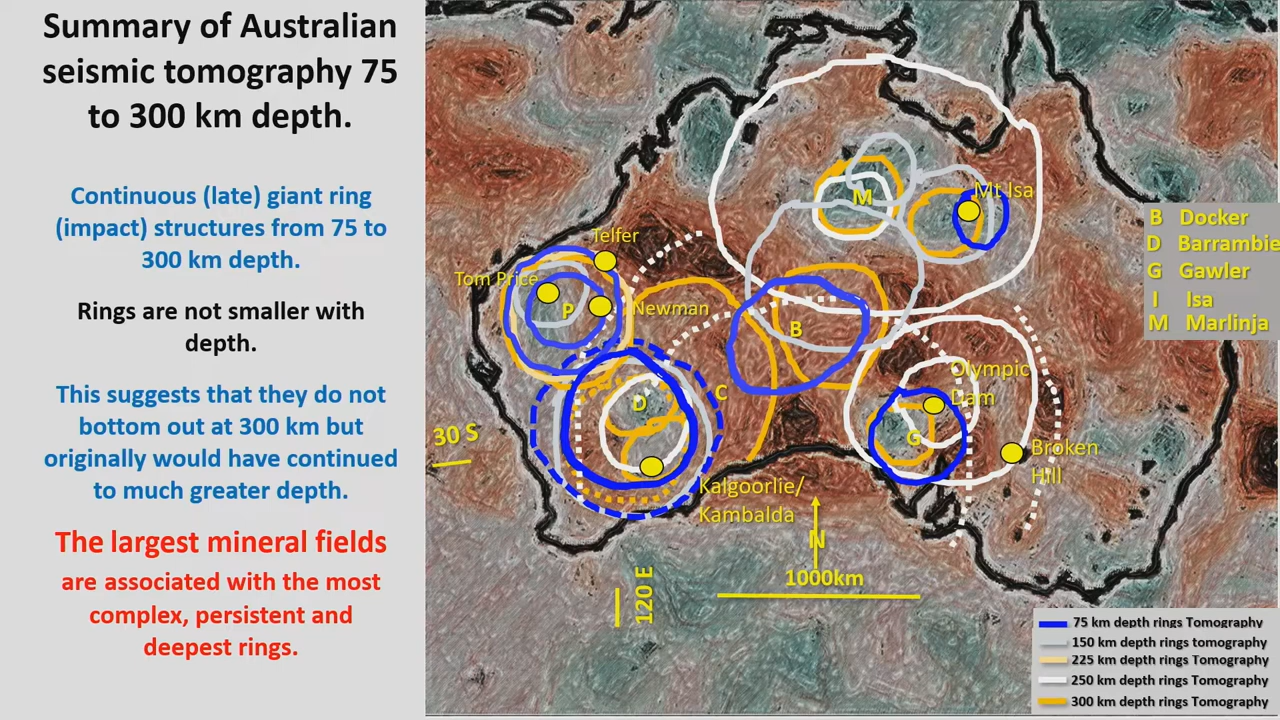 Summary of Australian
seismic tomography 75
to 300 km depth.
Continuous (late) giant ring
(impact) structures from 75 to
300 km depth.
Rings are not smaller with
depth.
This suggests that they do not
bottom out at 300 km but
originally would have continued
to much greater depth.
The largest mineral fields
are associated with the most
complex, persistent and
deepest rings.
M
Mt Isa
Telfer
Tom Price
P
Newman
B
D
C
Olympic
Dam
G
30 S
Broken
Hill
Kalgoorlie/
Kambalda
N
1000km
120 E
B Docker
D Barrambie
G Gawler
I Isa
M Marlinja
75 km depth rings Tomography
150 km depth rings tomography
225 km depth rings Tomography
250 km depth rings Tomography
300 km depth rings Tomography